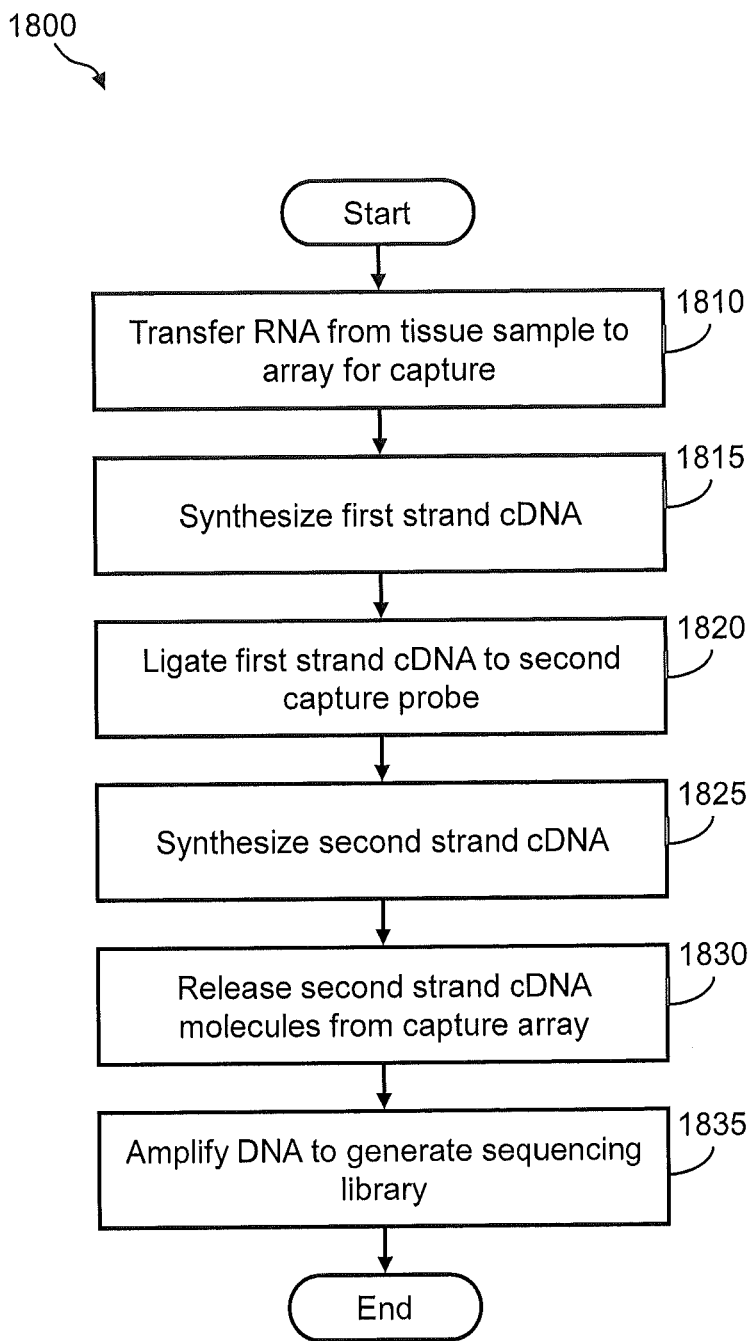 1800
Start
1810
Transfer RNA from tissue sample to
array for capture
1815
Synthesize first strand cDNA
1820
Ligate first strand cDNA to second
capture probe
1825
Synthesize second strand cDNA
1830
Release second strand cDNA
molecules from capture array
1835
Amplify DNA to generate sequencing
library
End